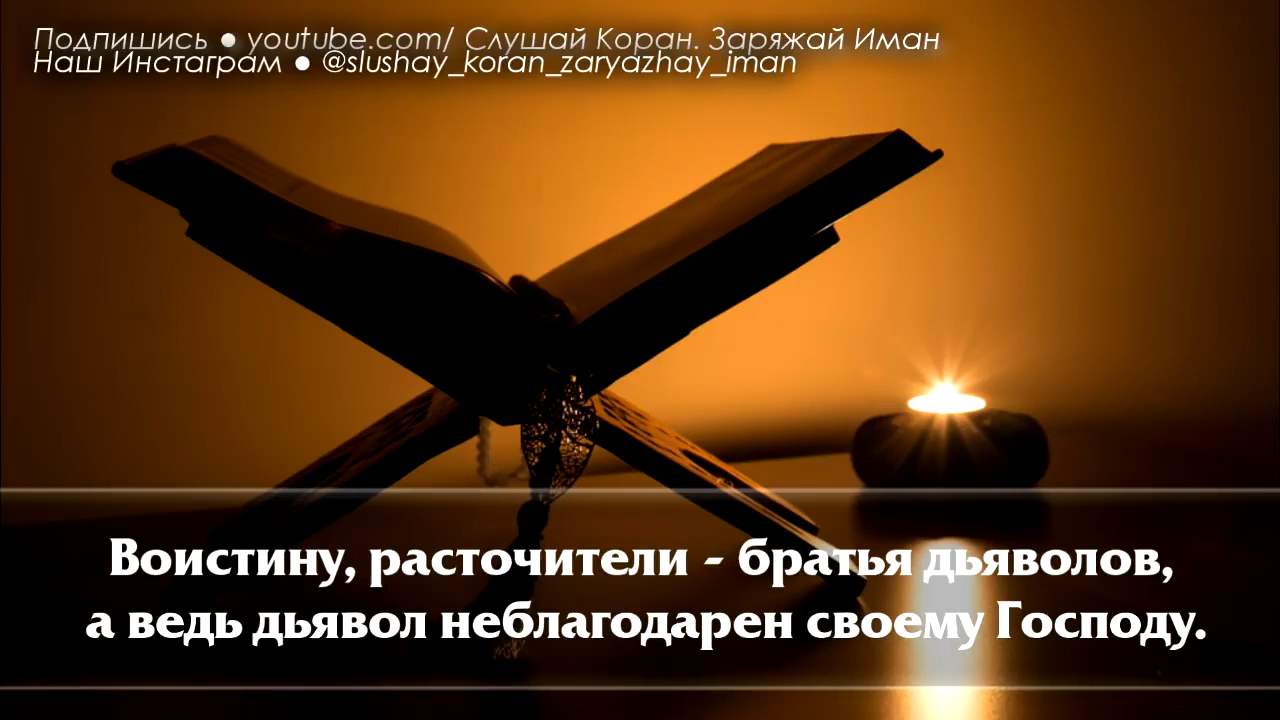 Подпишись ● youtube.com/ Слушай Коран. Заряжай Иман
Наш Инстаграм ● @slushay_koran_zaryazhay_iman
Воистину, расточители - братья дьяволов,
а ведь дьявол неблагодарен своему Господу.